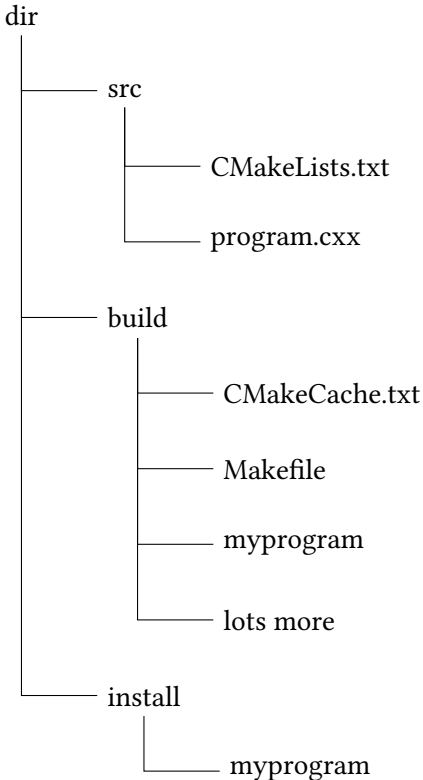 dir
src
CMakeLists.txt
program.cxx
build
CMakeCache.txt
Makefile
myprogram
lots more
install
myprogram